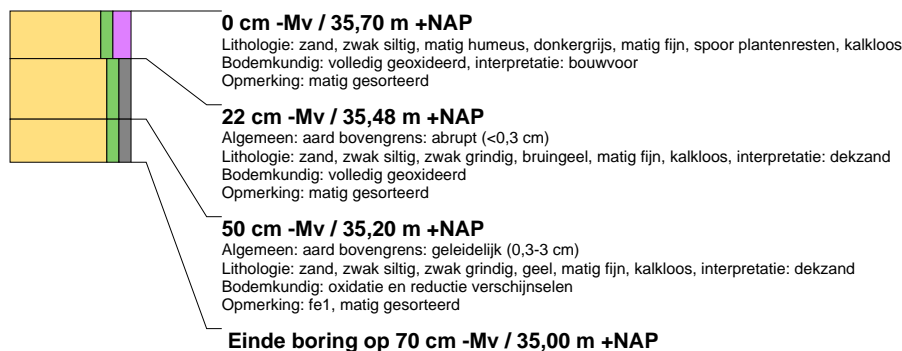 0 cm -Mv / 35,70 m +NAP
Lithologie: zand, zwak siltig, matig humeus, donkergrijs, matig fijn, spoor plantenresten, kalkloos
Bodemkundig: volledig geoxideerd, interpretatie: bouwvoor
Opmerking: matig gesorteerd
22 cm -Mv / 35,48 m +NAP
Algemeen: aard bovengrens: abrupt (<0,3 cm)
Lithologie: zand, zwak siltig, zwak grindig, bruingeel, matig fijn, kalkloos, interpretatie: dekzand
Bodemkundig: volledig geoxideerd
Opmerking: matig gesorteerd
50 cm -Mv / 35,20 m +NAP
Algemeen: aard bovengrens: geleidelijk (0,3-3 cm)
Lithologie: zand, zwak siltig, zwak grindig, geel, matig fijn, kalkloos, interpretatie: dekzand
Bodemkundig: oxidatie en reductie verschijnselen
Opmerking: fe1, matig gesorteerd
Einde boring op 70 cm -Mv / 35,00 m +NAP